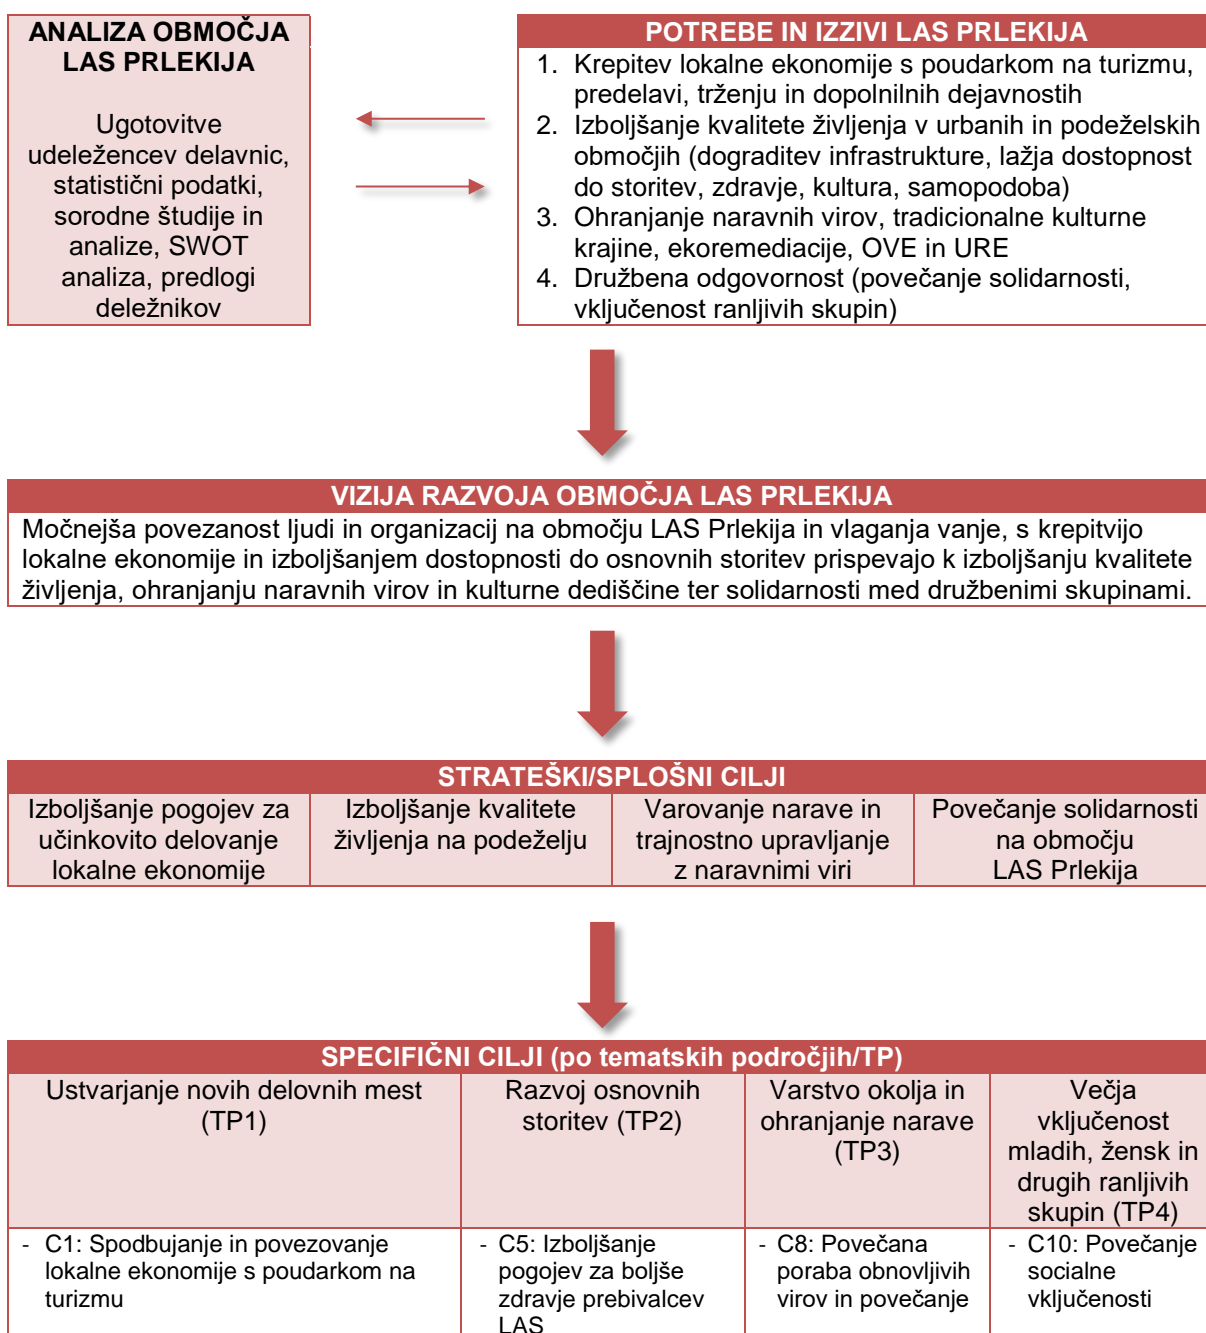 ANALIZA OBMOČJA
LAS PRLEKIJA
Ugotovitve
udeležencev delavnic,
statistični podatki,
sorodne študije in
analize, SWOT
analiza, predlogi
deležnikov
POTREBE IN IZZIVI LAS PRLEKIJA
1. Krepitev lokalne ekonomije s poudarkom na turizmu,
predelavi, trženju in dopolnilnih dejavnostih
2. Izboljšanje kvalitete življenja v urbanih in podeželskih
območjih (dograditev infrastrukture, lažja dostopnost
do storitev, zdravje, kultura, samopodoba)
3. Ohranjanje naravnih virov, tradicionalne kulturne
krajine, ekoremediacije, OVE in URE
4. Družbena odgovornost (povečanje solidarnosti,
vključenost ranljivih skupin)
VIZIJA RAZVOJA OBMOČJA LAS PRLEKIJA
Močnejša povezanost ljudi in organizacij na območju LAS Prlekija in vlaganja vanje, s krepitvijo
lokalne ekonomije in izboljšanjem dostopnosti do osnovnih storitev prispevajo k izboljšanju kvalitete
življenja, ohranjanju naravnih virov in kulturne dediščine ter solidarnosti med družbenimi skupinami.
STRATEŠKI/SPLOŠNI CILJI
Izboljšanje pogojev za
učinkovito delovanje
lokalne ekonomije
Izboljšanje kvalitete
življenja na podeželju
Varovanje narave in
trajnostno upravljanje
z naravnimi viri
Povečanje solidarnosti
na območju
LAS Prlekija
SPECIFIČNI CILJI (po tematskih področjih/TP)
Ustvarjanje novih delovnih mest
(TP1)
Razvoj osnovnih
storitev (TP2)
Varstvo okolja in
ohranjanje narave
(TP3)
Večja
vključenost
mladih, žensk in
drugih ranljivih
skupin (TP4)
- C1: Spodbujanje in povezovanje
lokalne ekonomije s poudarkom na
turizmu
- C5: Izboljšanje
pogojev za boljše
zdravje prebivalcev
LAS
- C8: Povečana
poraba obnovljivih
virov in povečanje
- C10: Povečanje
socialne
vključenosti